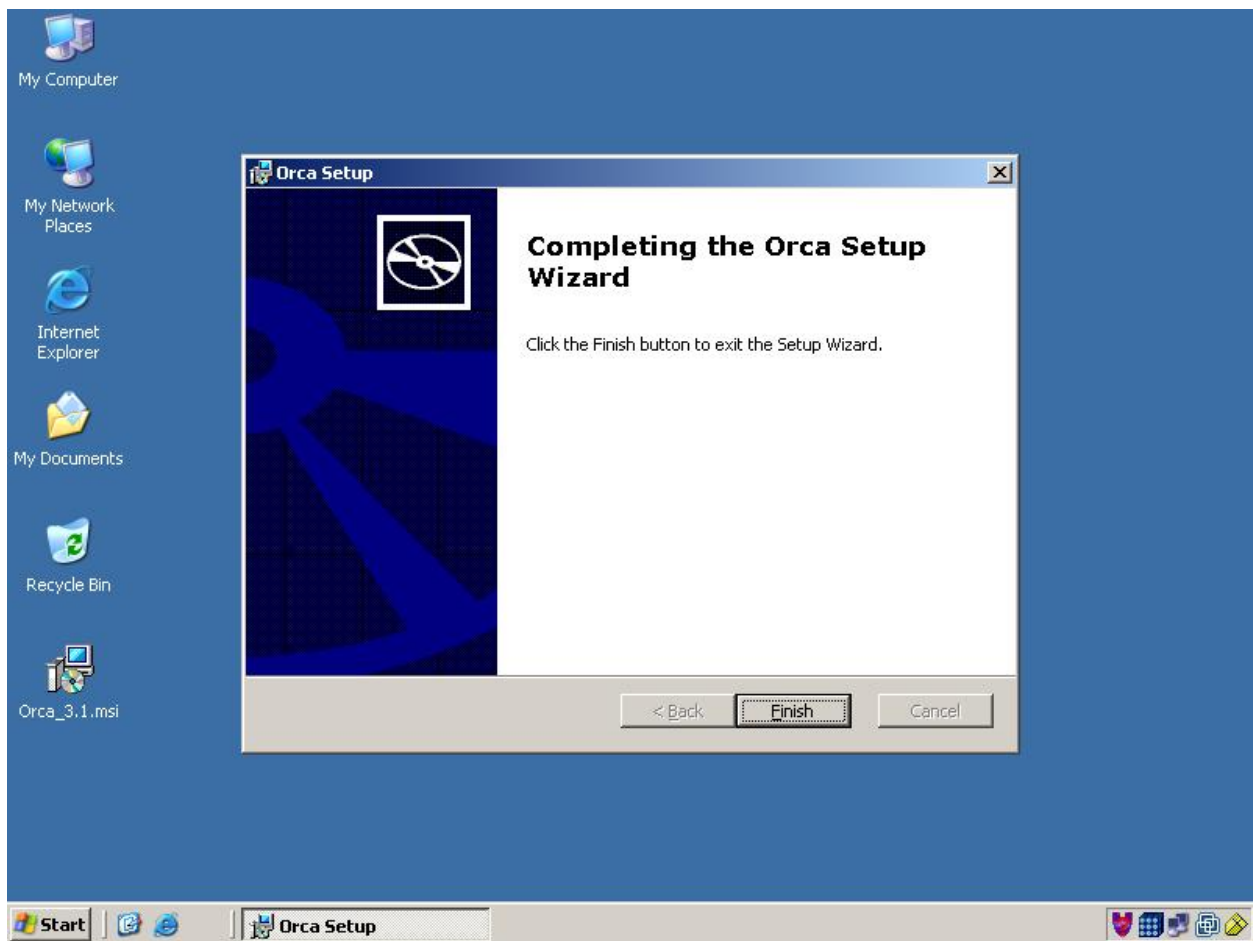 My Computer
My Network
Places
Internet
Explorer
My Documents
Recycle Bin
Orca_3.1.msi
Orca Setup
Completing the Orca Setup
Wizard
Click the Finish button to exit the Setup Wizard.
< Back
Finish
Cancel
Start
Orca Setup